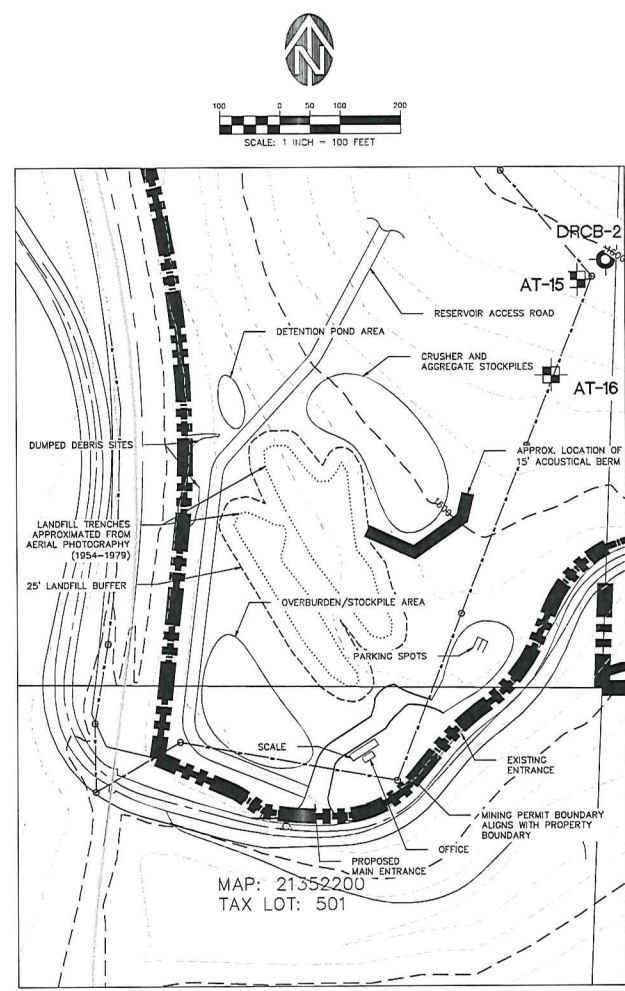 N
100 0 50 100 200
SCALE: 1 INCH = 100 FEET
DRCB-2
1600
AT-15
RESERVOIR ACCESS ROAD
DETENTION POND AREA
CRUSHER AND
AGGREGATE STOCKPILES
AT-16
DUMPED DEBRIS SITES
APPROX. LOCATION OF
15' ACOUSTICAL BERM
1600
LANDFILL TRENCHES
APPROXIMATED FROM
AERIAL PHOTOGRAPHY
(1954-1979)
25' LANDFILL BUFFER
OVERBURDEN/STOCKPILE AREA
PARKING SPOTS
SCALE
EXISTING
ENTRANCE
MINING PERMIT BOUNDARY
ALIGNS WITH PROPERTY
BOUNDARY
OFFICE
PROPOSED
MAIN ENTRANCE
MAP: 21352200
TAX LOT: 501